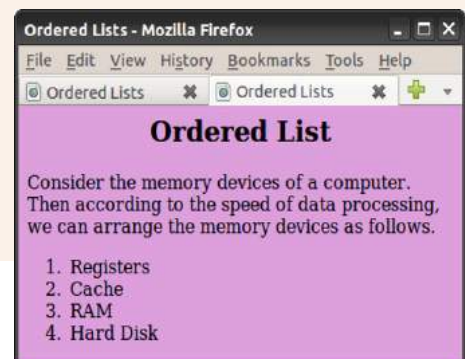 Ordered Lists - Mozilla Firefox
File Edit View History Bookmarks Tools Help
Ordered Lists Ordered Lists
Ordered List
Consider the memory devices of a computer.
Then according to the speed of data processing,
we can arrange the memory devices as follows.
1. Registers
2. Cache
3. RAM
4. Hard Disk